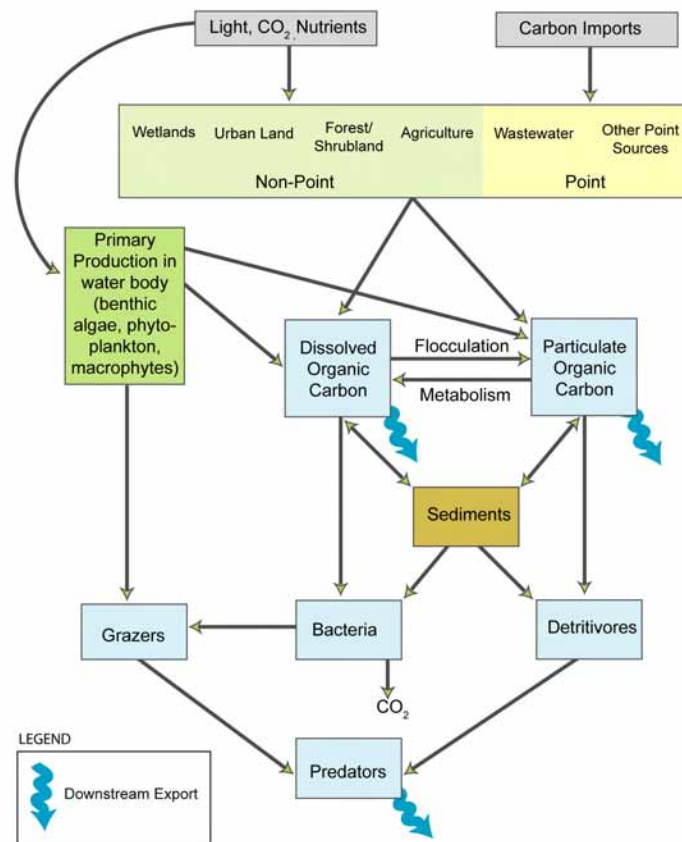 Light, CO2, Nutrients
Carbon Imports
Wetlands
Urban Land
Forest/
Shrubland
Agriculture
Wastewater
Other Point
Sources
Non-Point
Point
Primary
Production in
water body
(benthic
algae, phyto-
plankton,
macrophytes)
Dissolved
Organic
Carbon
Flocculation
Metabolism
Particulate
Organic
Carbon
Sediments
Grazers
Bacteria
Detritivores
CO2
Predators
LEGEND
Downstream Export